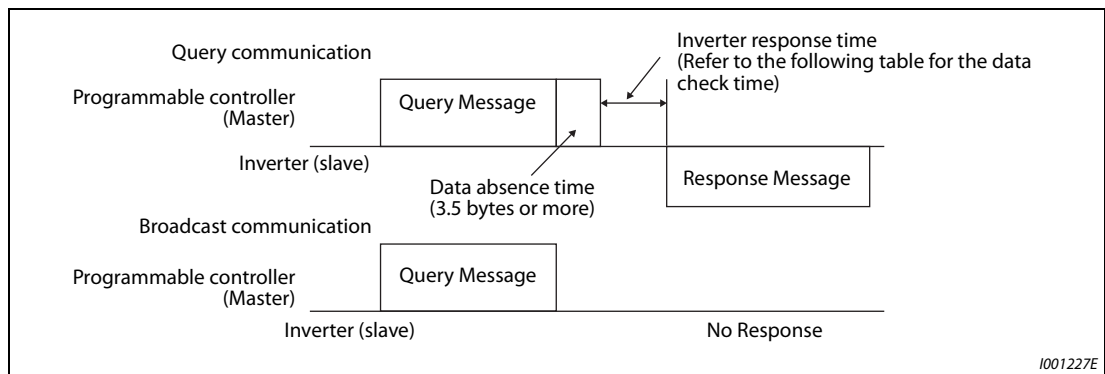 Query communication
Inverter response time
(Refer to the following table for the data
check time)
Programmable controller
(Master)
Query Message
Inverter (slave)
Data absence time
(3.5 bytes or more)
Response Message
Broadcast communication
Programmable controller
(Master)
Query Message
Inverter (slave)
No Response
I001227E